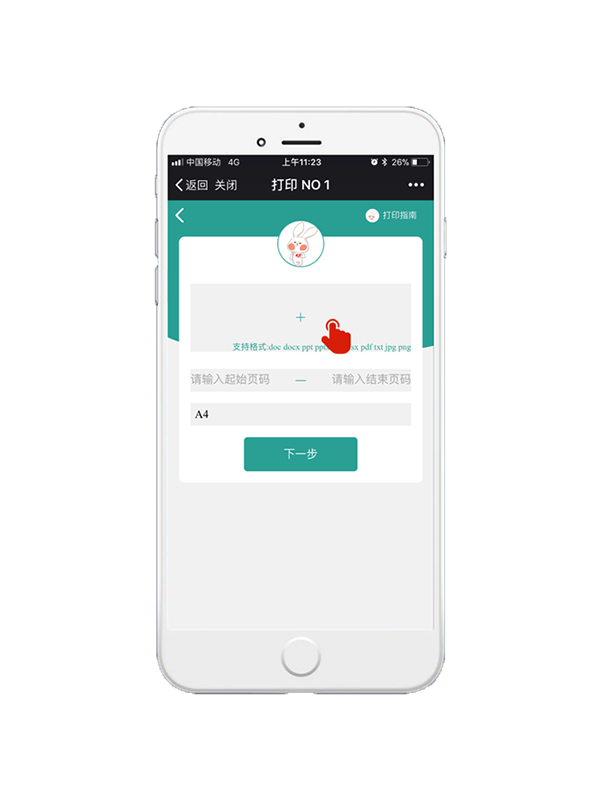 中国移动 4G 上午11:23 26%
返回 关闭 打印 NO 1
打印指南
支持格式:doc docx ppt sx pdf txt jpg png
请输入起始页码 — 请输入结束页码
A4
下一步